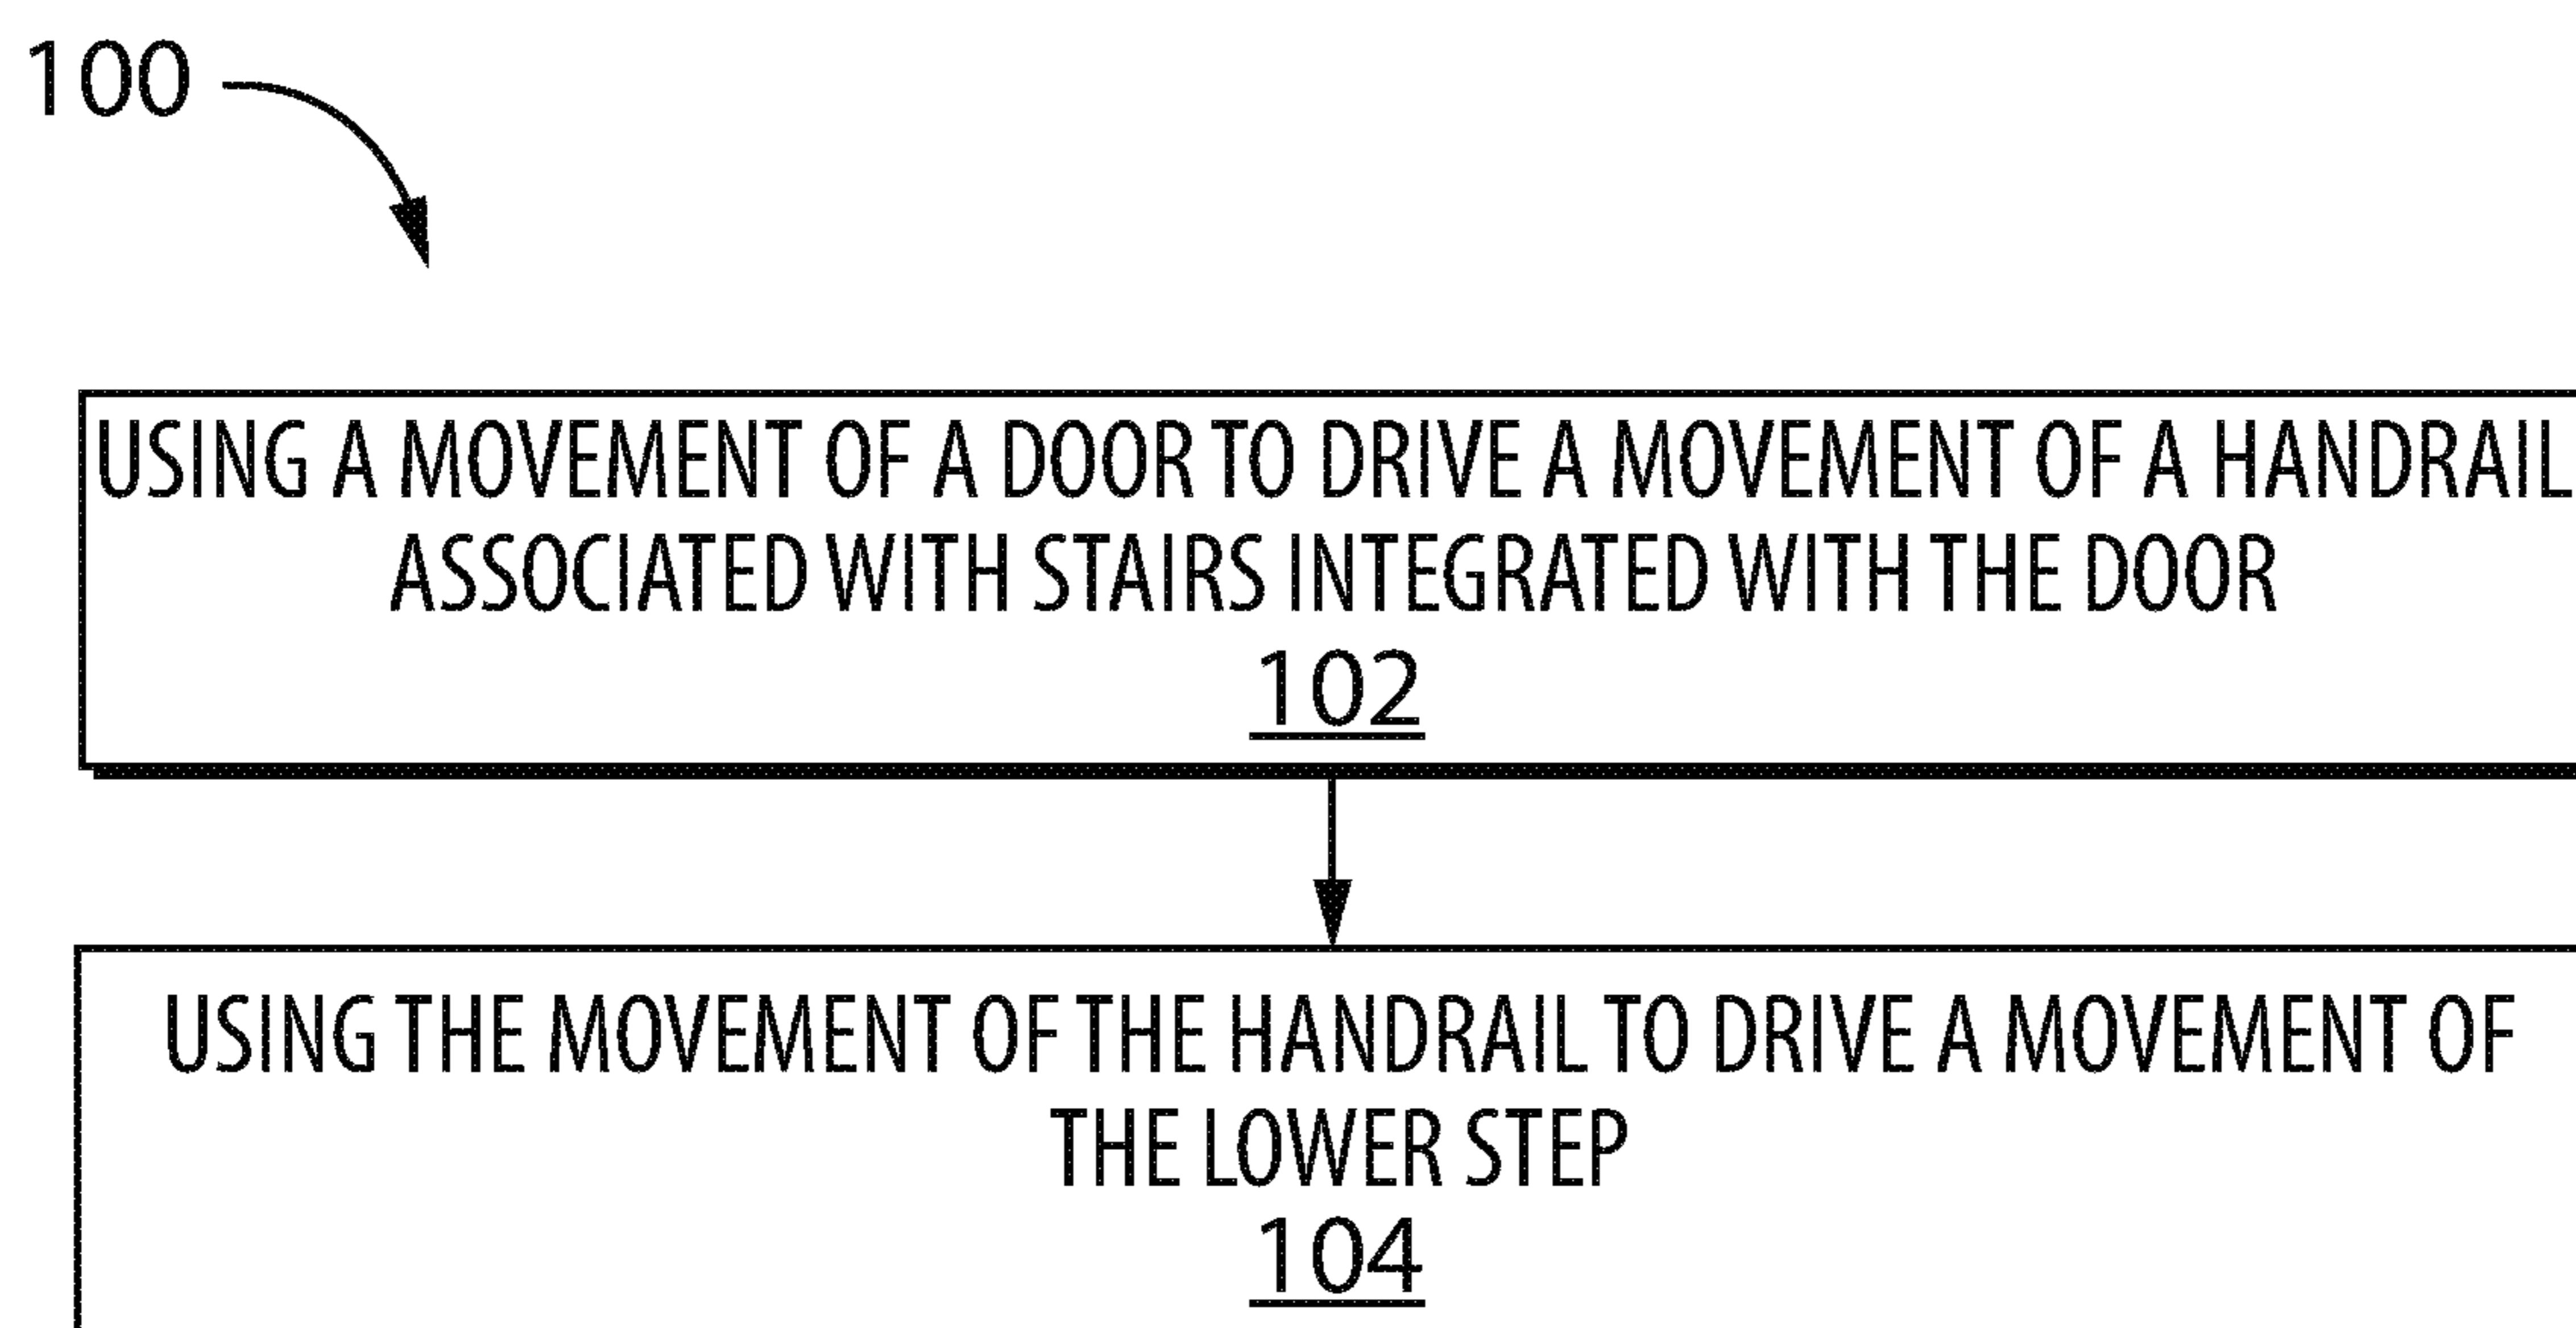 100
USING A MOVEMENT OF A DOOR TO DRIVE A MOVEMENT OF A HANDRAIL
ASSOCIATED WITH STAIRS INTEGRATED WITH THE DOOR
102
USING THE MOVEMENT OF THE HANDRAIL TO DRIVE A MOVEMENT OF
THE LOWER STEP
104